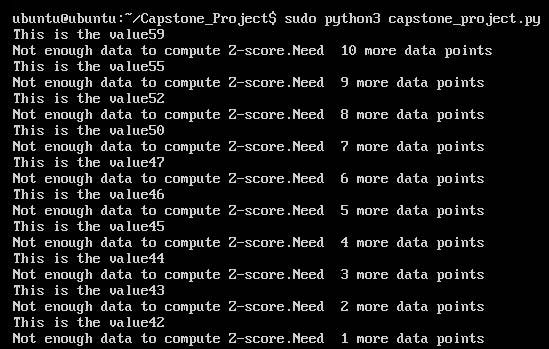 ubuntu@ubuntu:~/Capstone_Project$ sudo python3 capstone_project.py
This is the value59
Not enough data to compute Z-score.Need  10 more data points
This is the value55
Not enough data to compute Z-score.Need  9 more data points
This is the value52
Not enough data to compute Z-score.Need  8 more data points
This is the value50
Not enough data to compute Z-score.Need  7 more data points
This is the value47
Not enough data to compute Z-score.Need  6 more data points
This is the value46
Not enough data to compute Z-score.Need  5 more data points
This is the value45
Not enough data to compute Z-score.Need  4 more data points
This is the value44
Not enough data to compute Z-score.Need  3 more data points
This is the value43
Not enough data to compute Z-score.Need  2 more data points
This is the value42
Not enough data to compute Z-score.Need  1 more data points